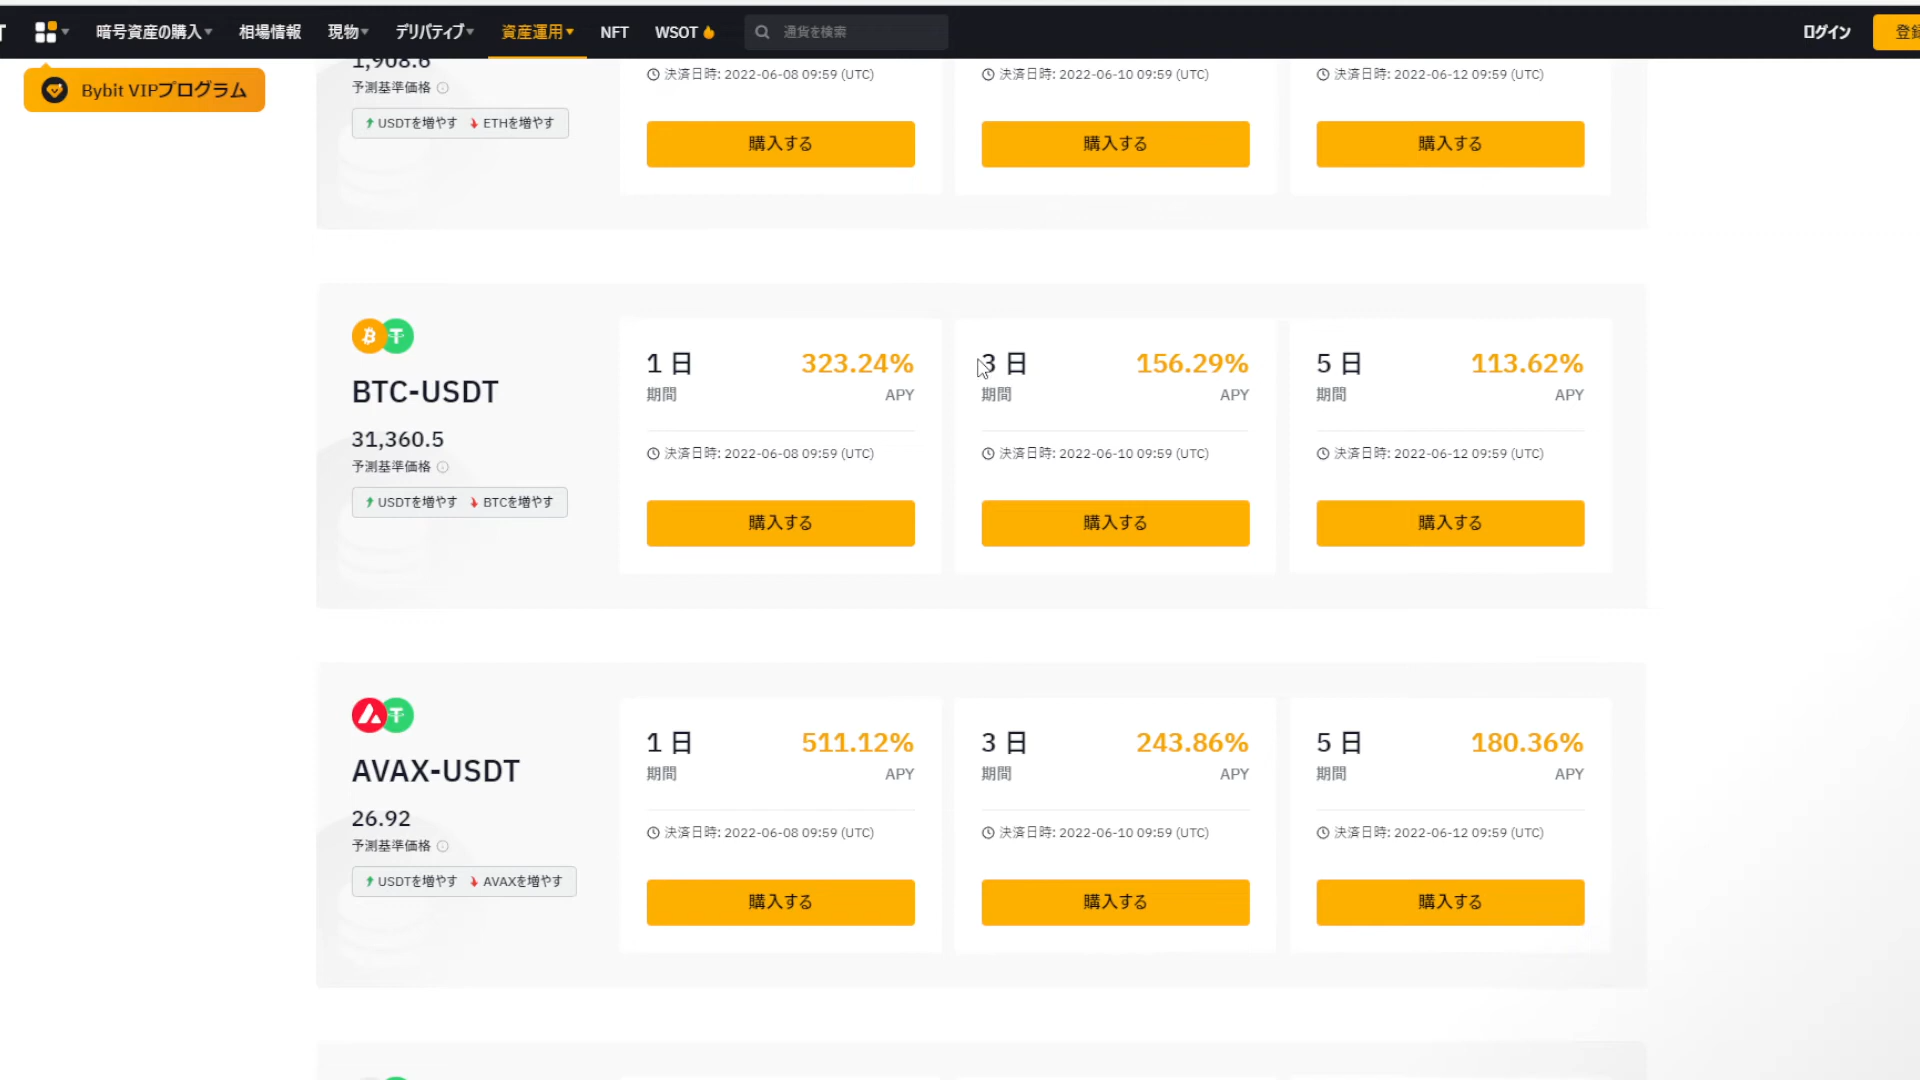 暗号資産の購入 相場情報 現物 デリバティブ 資産運用 NFT WSOT 通貨を検索 ログイン
Bybit VIPプログラム
1,908.6
予測基準価格
USDTを増やす ETHを増やす
決済日時: 2022-06-08 09:59 (UTC)
購入する
決済日時: 2022-06-10 09:59 (UTC)
購入する
決済日時: 2022-06-12 09:59 (UTC)
購入する
BTC-USDT
31,360.5
予測基準価格
USDTを増やす BTCを増やす
1 日 323.24%
期間 APY
決済日時: 2022-06-08 09:59 (UTC)
購入する
3 日 156.29%
期間 APY
決済日時: 2022-06-10 09:59 (UTC)
購入する
5 日 113.62%
期間 APY
決済日時: 2022-06-12 09:59 (UTC)
購入する
AVAX-USDT
26.92
予測基準価格
USDTを増やす AVAXを増やす
1 日 511.12%
期間 APY
決済日時: 2022-06-08 09:59 (UTC)
購入する
3 日 243.86%
期間 APY
決済日時: 2022-06-10 09:59 (UTC)
購入する
5 日 180.36%
期間 APY
決済日時: 2022-06-12 09:59 (UTC)
購入する